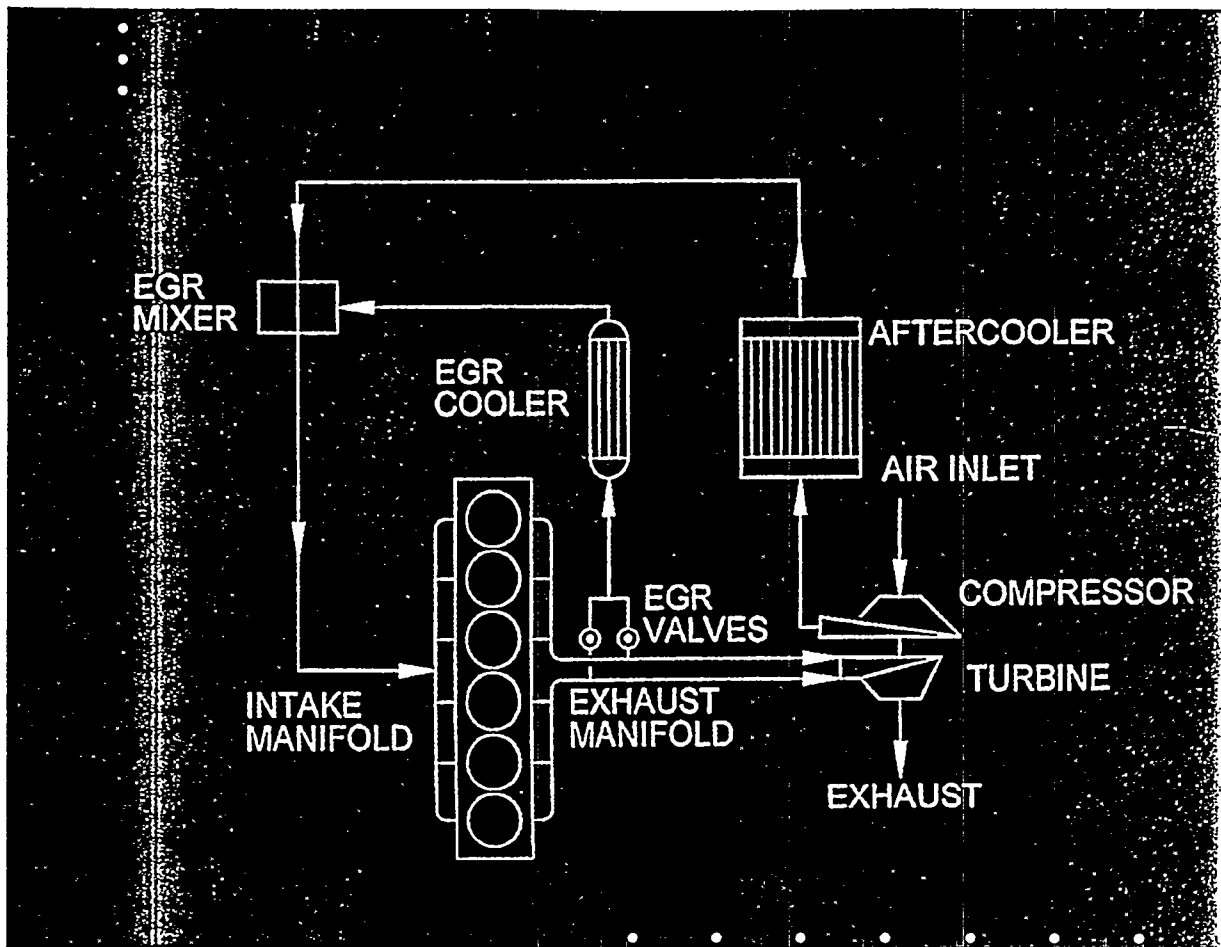 EGR
MIXER
EGR
COOLER
AFTERCOOLER
AIR INLET
COMPRESSOR
EGR
VALVES
TURBINE
INTAKE
MANIFOLD
EXHAUST
MANIFOLD
EXHAUST